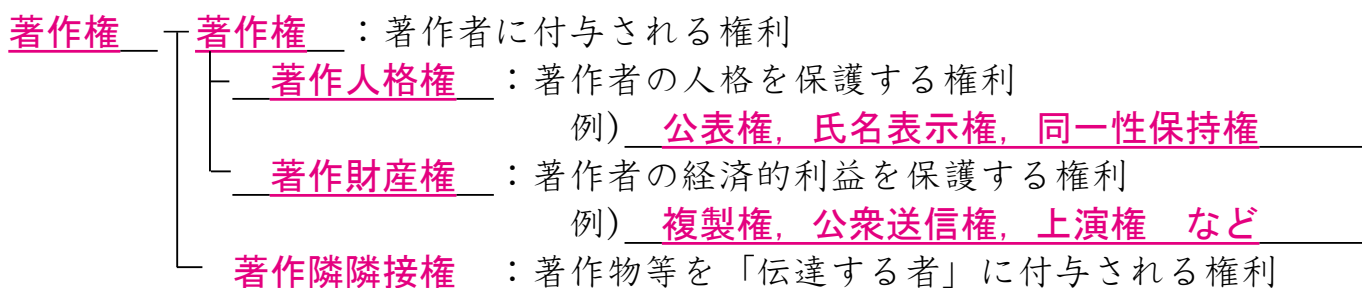 著作権 著作権 ：著作者に付与される権利
著作人格権 ：著作者の人格を保護する権利
例) 公表権，氏名表示権，同一性保持権
著作財産権 ：著作者の経済的利益を保護する権利
例) 複製権，公衆送信権，上演権　など
著作隣隣接権 ：著作物等を「伝達する者」に付与される権利